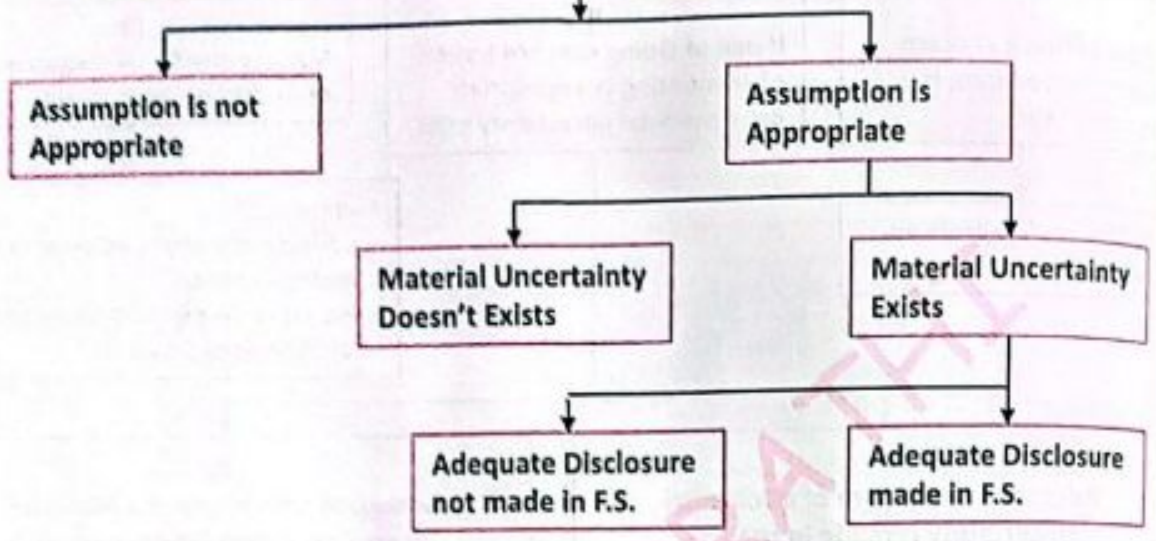 Assumption is not
Appropriate
Assumption is
Appropriate
Material Uncertainty
Doesn't Exists
Material Uncertainty
Exists
Adequate Disclosure
not made in F.S.
Adequate Disclosure
made in F.S.